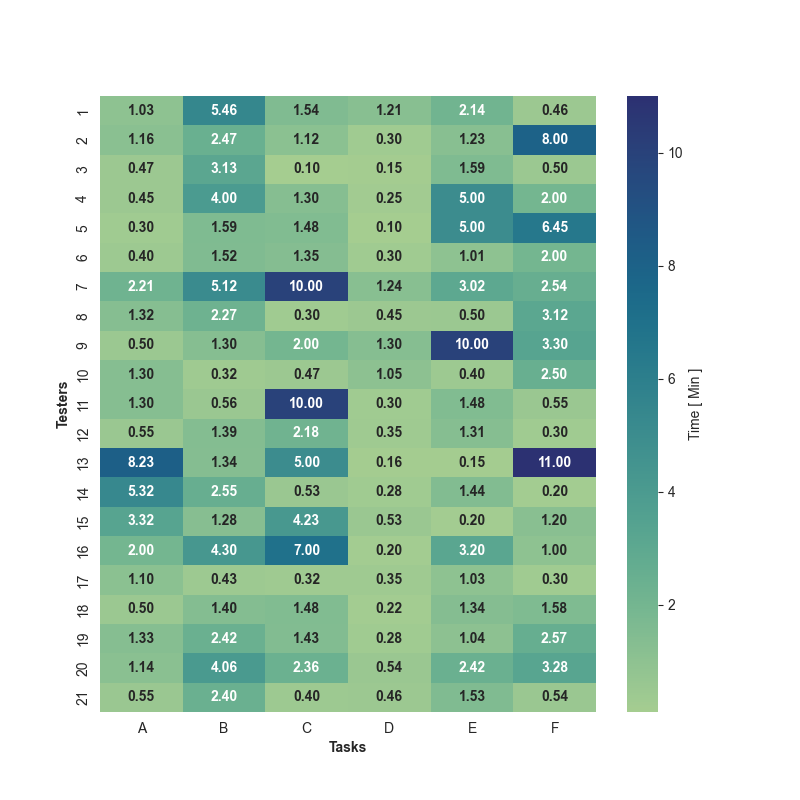 1 1.03 5.46 1.54 1.21 2.14 0.46
2 1.16 2.47 1.12 0.30 1.23 8.00
3 0.47 3.13 0.10 0.15 1.59 0.50
4 0.45 4.00 1.30 0.25 5.00 2.00
5 0.30 1.59 1.48 0.10 5.00 6.45
6 0.40 1.52 1.35 0.30 1.01 2.00
7 2.21 5.12 10.00 1.24 3.02 2.54
8 1.32 2.27 0.30 0.45 0.50 3.12
9 0.50 1.30 2.00 1.30 10.00 3.30
10 1.30 0.32 0.47 1.05 0.40 2.50
11 1.30 0.56 10.00 0.30 1.48 0.55
12 0.55 1.39 2.18 0.35 1.31 0.30
13 8.23 1.34 5.00 0.16 0.15 11.00
14 5.32 2.55 0.53 0.28 1.44 0.20
15 3.32 1.28 4.23 0.53 0.20 1.20
16 2.00 4.30 7.00 0.20 3.20 1.00
17 1.10 0.43 0.32 0.35 1.03 0.30
18 0.50 1.40 1.48 0.22 1.34 1.58
19 1.33 2.42 1.43 0.28 1.04 2.57
20 1.14 4.06 2.36 0.54 2.42 3.28
21 0.55 2.40 0.40 0.46 1.53 0.54
A B C D E F
Tasks
Testers
10
8
6
4
2
Time [ Min ]